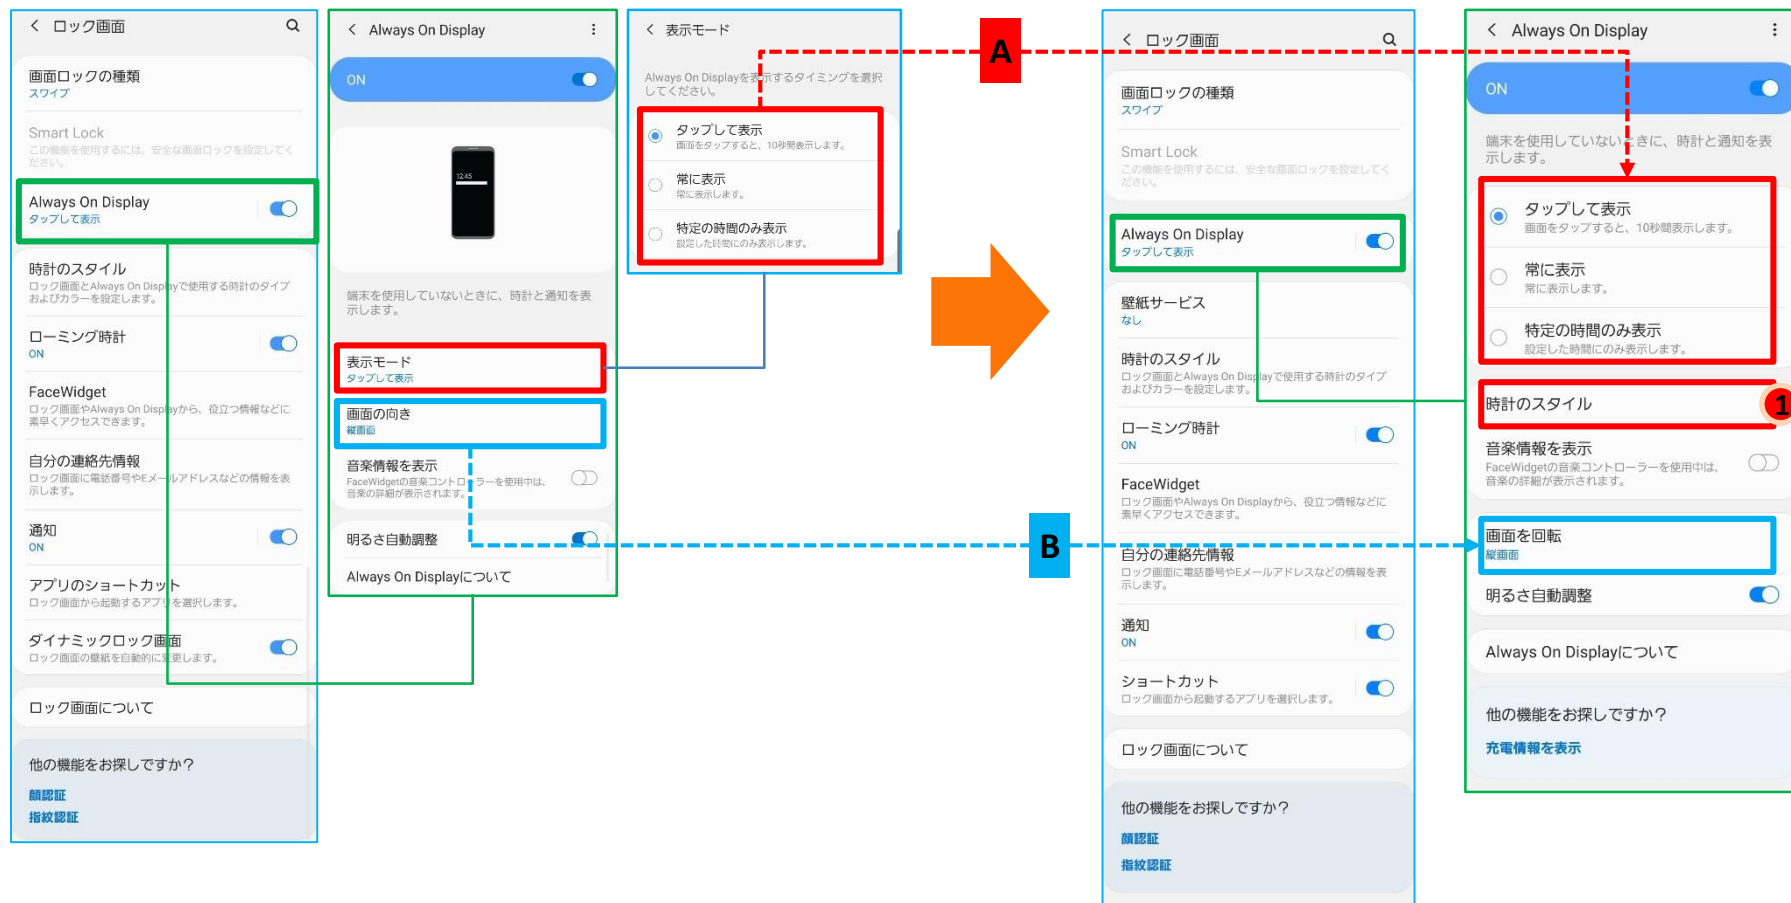 ロック画面
画面ロックの種類
スワイプ
Smart Lock
この機能を使用するには、安全な画面ロックを設定してく
ださい。
Always On Display
タップして表示
時計のスタイル
ロック画面とAlways On Displayで使用する時計のタイプ
およびカラーを設定します。
ローミング時計
ON
FaceWidget
ロック画面やAlways On Displayから、役立つ情報などに
素早くアクセスできます。
自分の連絡先情報
ロック画面に電話番号やEメールアドレスなどの情報を表
示します。
通知
ON
アプリのショートカット
ロック画面から起動するアプリを選択します。
ダイナミックロック画面
ロック画面の壁紙を自動的に変更します。
ロック画面について
他の機能をお探しですか？
顔認証
指紋認証
Always On Display
ON
12:45
端末を使用していないときに、時計と通知を表
示します。
表示モード
タップして表示
画面の向き
縦画面
音楽情報を表示
FaceWidgetの音楽コントローラーを使用中は、
音楽の詳細が表示されます。
明るさ自動調整
Always On Displayについて
表示モード
Always On Displayを表示するタイミングを選択
してください。
タップして表示
画面をタップすると、10秒間表示します。
常に表示
常に表示します。
特定の時間のみ表示
設定した時間にのみ表示します。
A
B
ロック画面
画面ロックの種類
スワイプ
Smart Lock
この機能を使用するには、安全な画面ロックを設定してく
ださい。
Always On Display
タップして表示
壁紙サービス
なし
時計のスタイル
ロック画面とAlways On Displayで使用する時計のタイプ
およびカラーを設定します。
ローミング時計
ON
FaceWidget
ロック画面やAlways On Displayから、役立つ情報などに
素早くアクセスできます。
自分の連絡先情報
ロック画面に電話番号やEメールアドレスなどの情報を表
示します。
通知
ON
ショートカット
ロック画面から起動するアプリを選択します。
ロック画面について
他の機能をお探しですか？
顔認証
指紋認証
Always On Display
ON
端末を使用していないときに、時計と通知を表
示します。
タップして表示
画面をタップすると、10秒間表示します。
常に表示
常に表示します。
特定の時間のみ表示
設定した時間にのみ表示します。
時計のスタイル
1
音楽情報を表示
FaceWidgetの音楽コントローラーを使用中は、
音楽の詳細が表示されます。
画面を回転
縦画面
明るさ自動調整
Always On Displayについて
他の機能をお探しですか？
充電情報を表示